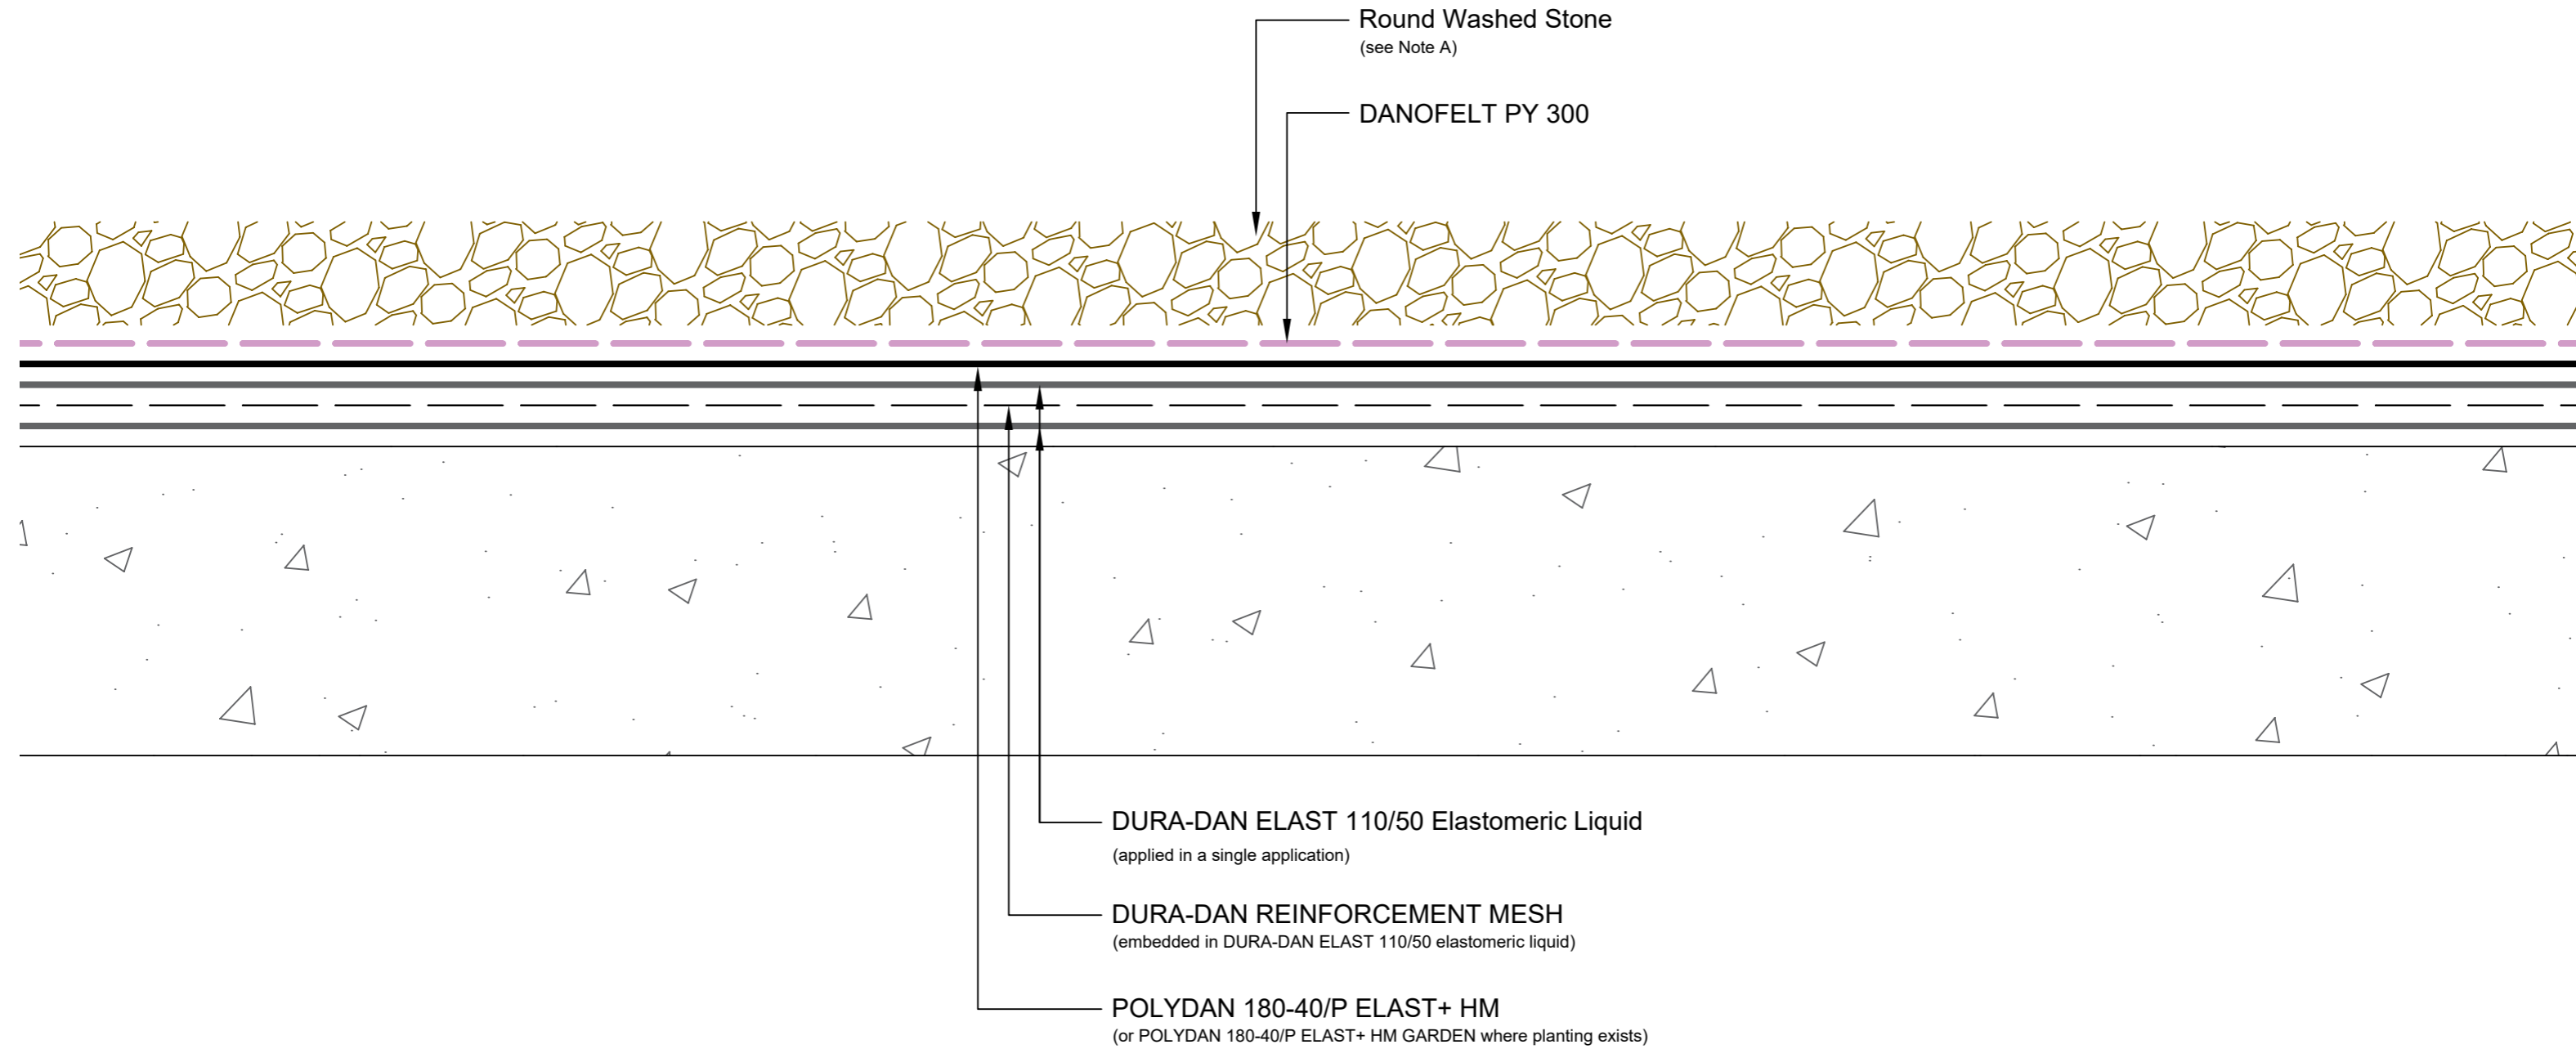 Round Washed Stone
(see Note A)
DANOFELT PY 300
DURA-DAN ELAST 110/50 Elastomeric Liquid
(applied in a single application)
DURA-DAN REINFORCEMENT MESH
(embedded in DURA-DAN ELAST 110/50 elastomeric liquid)
POLYDAN 180-40/P ELAST+ HM
(or POLYDAN 180-40/P ELAST+ HM GARDEN where planting exists)